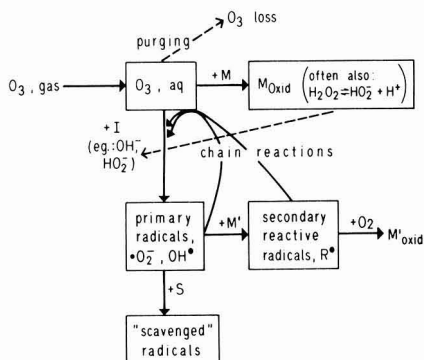 O₃ loss
purging
O₃, gas
O₃, aq
+M
M_Oxid (often also: H₂O₂⇌HO₂⁻ + H⁺)
+I
(eg.:OH⁻,
HO₂⁻)
chain reactions
primary
radicals,
•O₂⁻, OH•
+M'
secondary
reactive
radicals, R•
+O₂
M'oxid
+S
"scavenged"
radicals